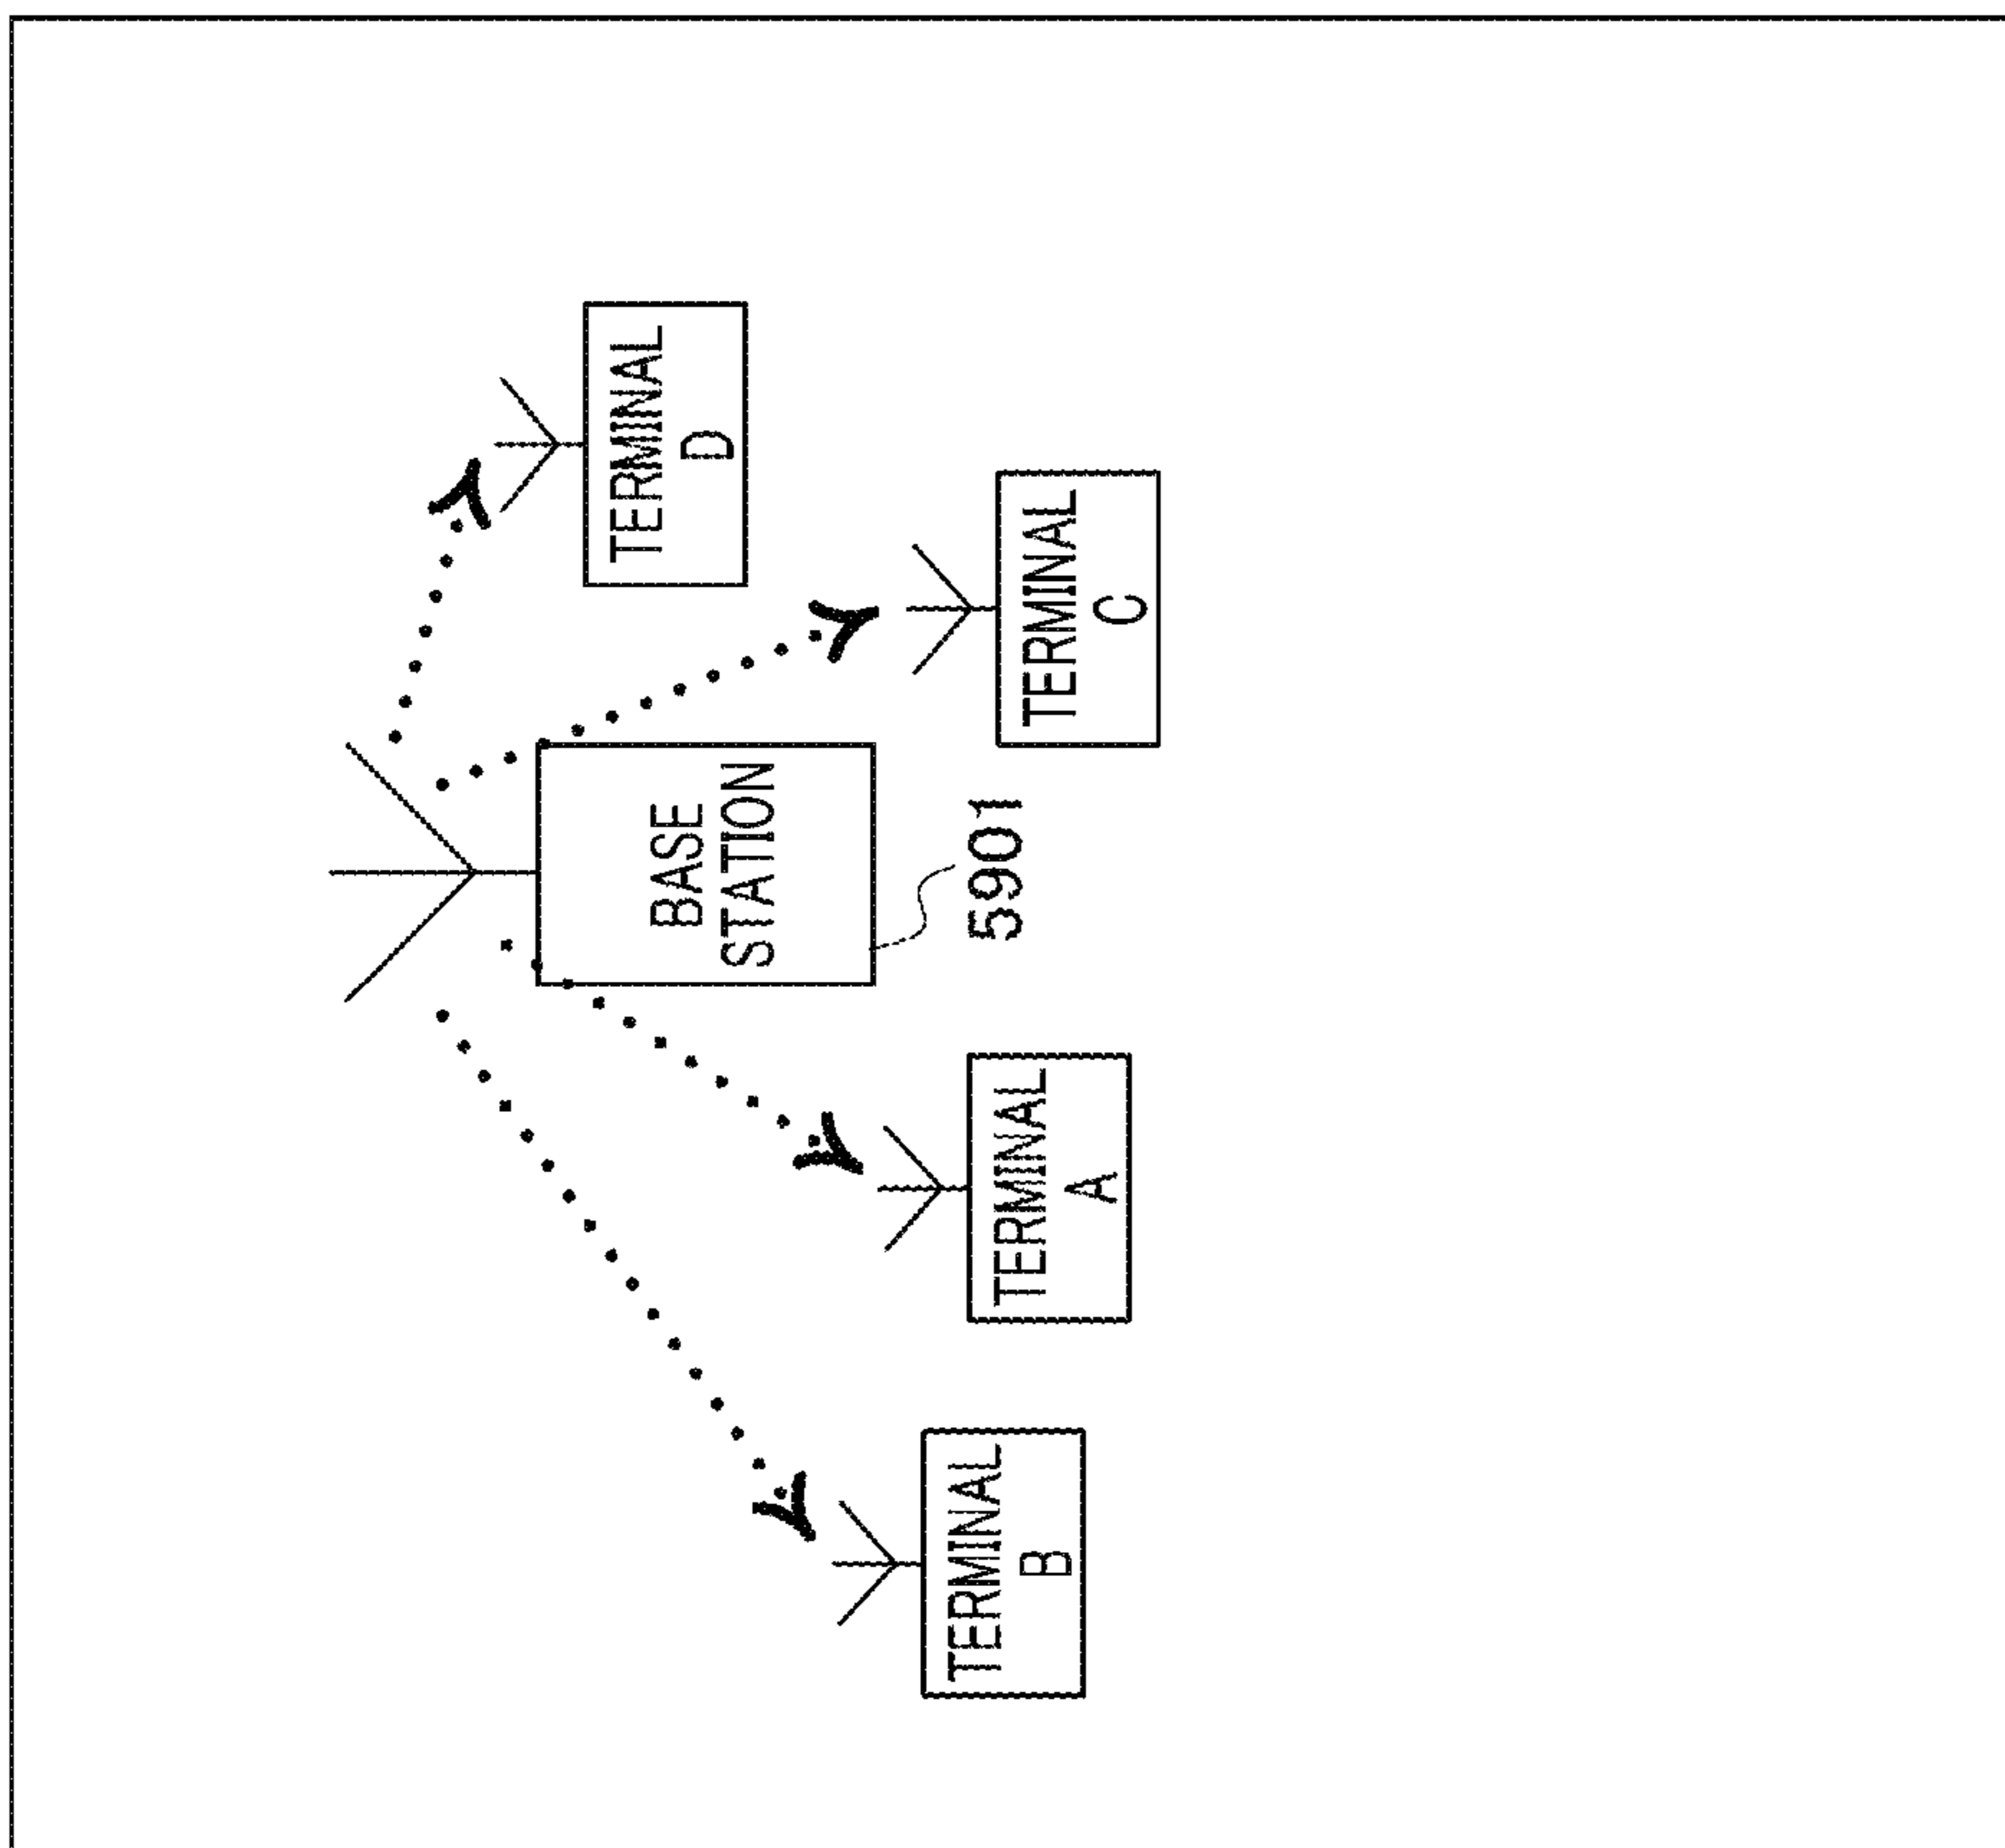 TERMINAL
B
TERMINAL
A
BASE
STATION
5901
TERMINAL
C
TERMINAL
D